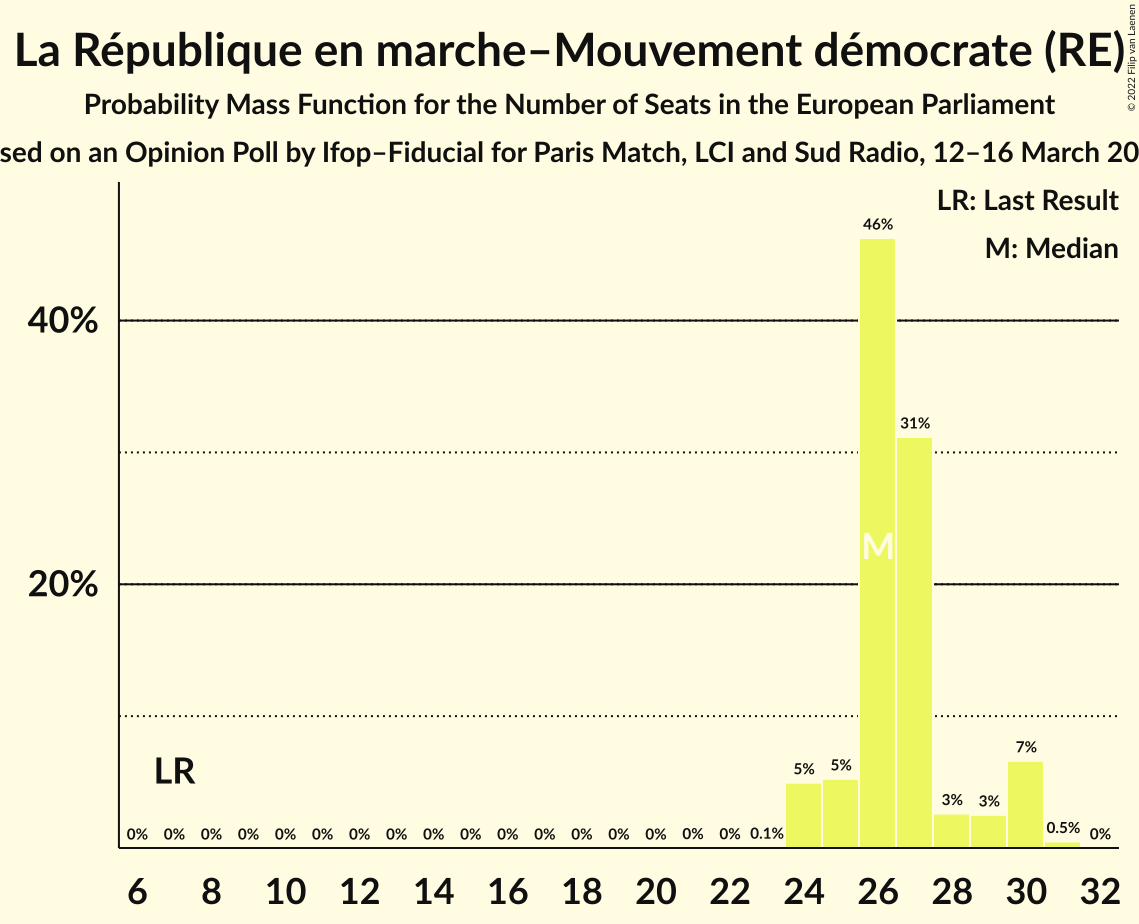 La République en marche–Mouvement démocrate (RE)
© 2022 Filip van Laenen
Probability Mass Function for the Number of Seats in the European Parliament
sed on an Opinion Poll by Ifop–Fiducial for Paris Match, LCI and Sud Radio, 12–16 March 20
LR: Last Result
M: Median
46%
40%
31%
M
20%
LR
7%
5% 5%
3% 3%
0% 0% 0% 0% 0% 0% 0% 0% 0% 0% 0% 0% 0% 0% 0% 0% 0% 0.1% 0.5% 0%
6 8 10 12 14 16 18 20 22 24 26 28 30 32